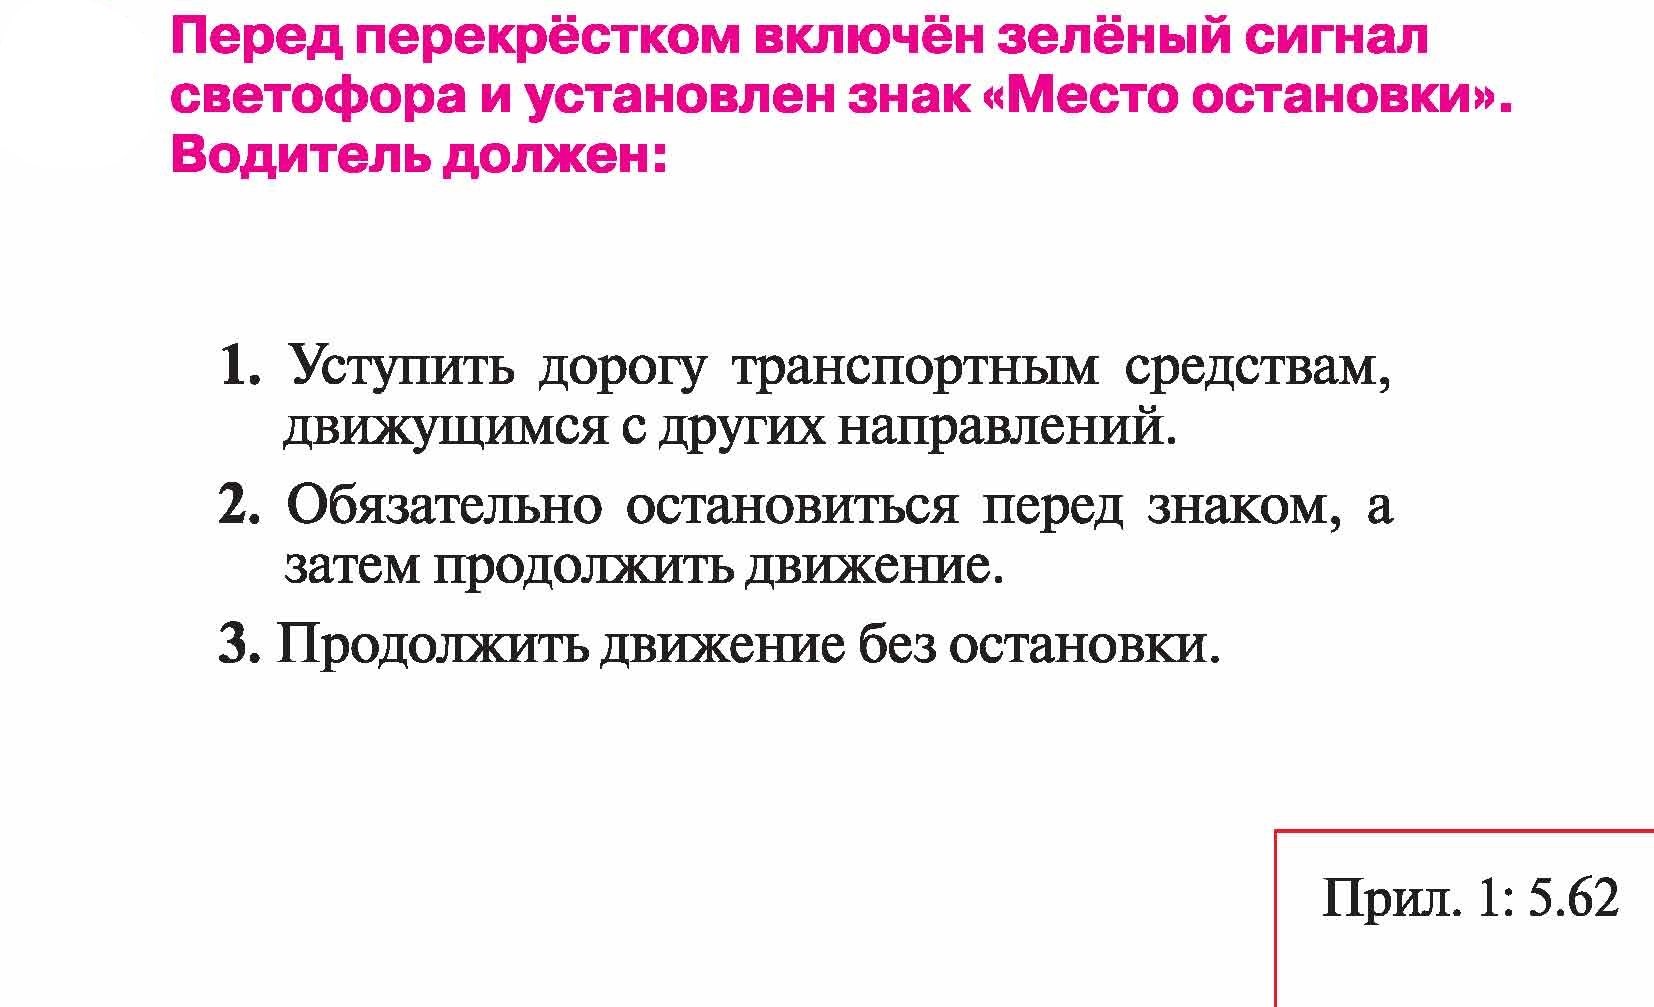 Перед перекрёстком включён зелёный сигнал
светофора и установлен знак «Место остановки».
Водитель должен:
1. Уступить дорогу транспортным средствам,
движущимся с других направлений.
2. Обязательно остановиться перед знаком, а
затем продолжить движение.
3. Продолжить движение без остановки.
Прил. 1: 5.62